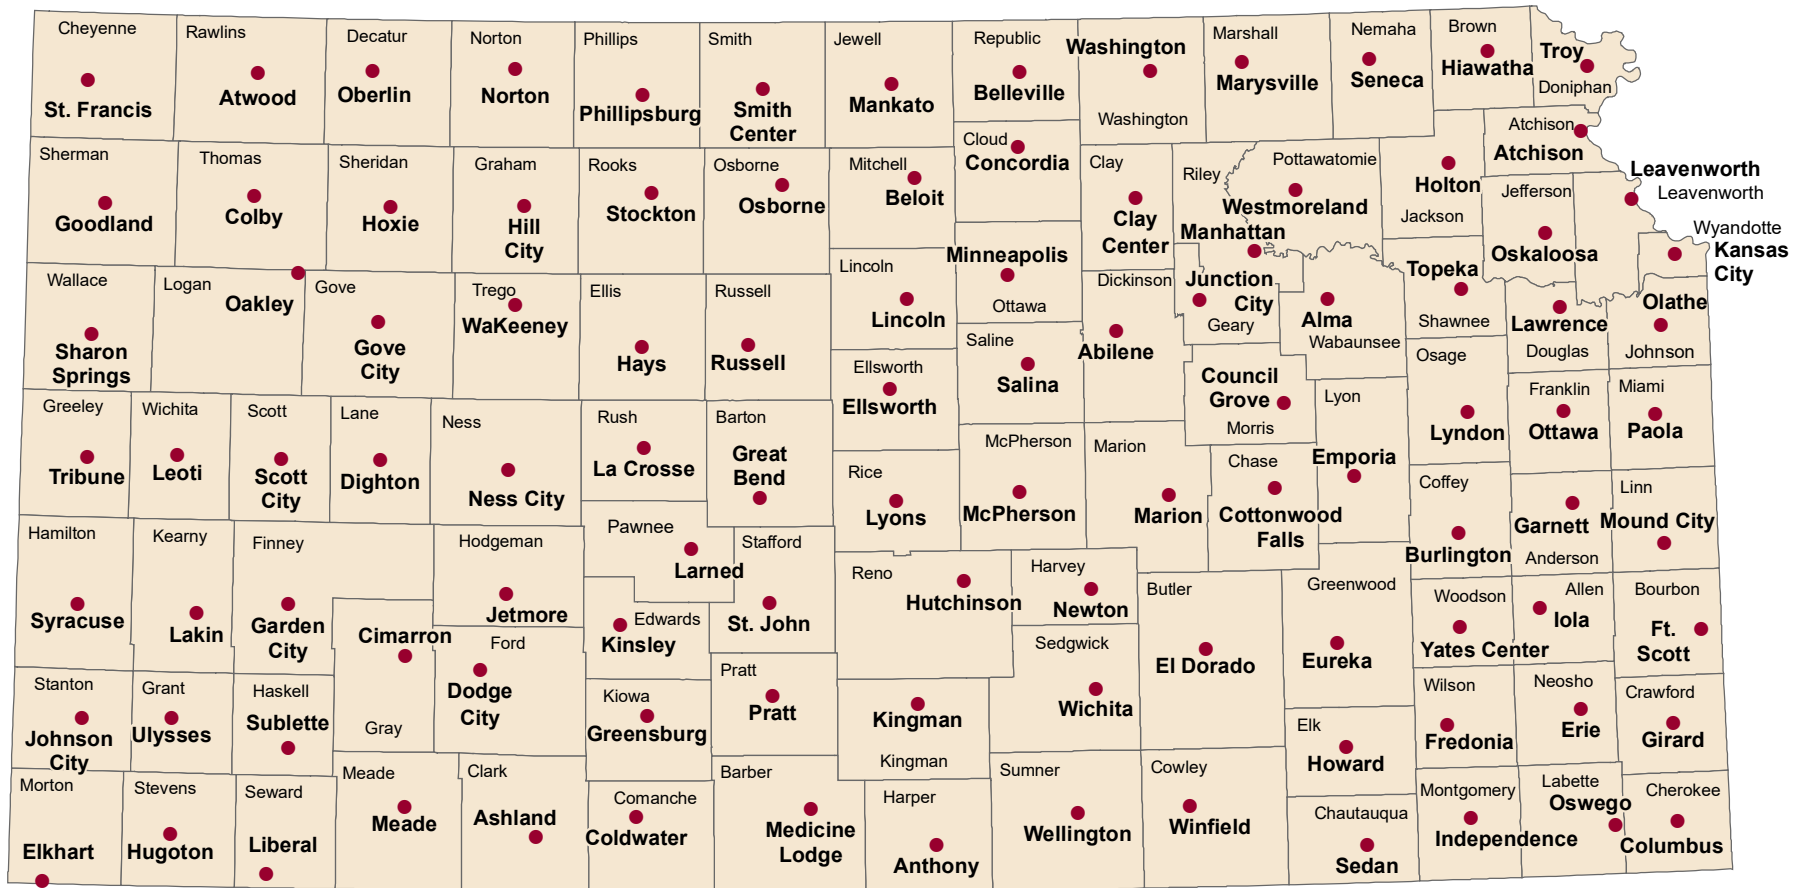 Cheyenne
St. Francis
Rawlins
Atwood
Decatur
Oberlin
Norton
Norton
Phillips
Phillipsburg
Smith
Smith
Center
Jewell
Mankato
Republic
Belleville
Washington
Washington
Marshall
Marysville
Nemaha
Seneca
Brown
Hiawatha
Troy
Doniphan
Sherman
Goodland
Thomas
Colby
Sheridan
Hoxie
Graham
Hill
City
Rooks
Stockton
Osborne
Osborne
Mitchell
Beloit
Cloud
Concordia
Clay
Clay
Center
Riley
Manhattan
Pottawatomie
Westmoreland
Holton
Jackson
Atchison
Atchison
Jefferson
Oskaloosa
Leavenworth
Leavenworth
Wyandotte
Kansas
City
Wallace
Sharon
Springs
Logan
Oakley
Gove
Gove
City
Trego
WaKeeney
Ellis
Hays
Russell
Russell
Lincoln
Lincoln
Minneapolis
Ottawa
Dickinson
Abilene
Junction
City
Geary
Alma
Wabaunsee
Topeka
Shawnee
Lawrence
Douglas
Olathe
Johnson
Ellsworth
Ellsworth
Saline
Salina
Council
Grove
Morris
Lyon
Emporia
Osage
Lyndon
Franklin
Ottawa
Miami
Paola
Greeley
Tribune
Wichita
Leoti
Scott
Scott
City
Lane
Dighton
Ness
Ness City
Rush
La Crosse
Barton
Great
Bend
Rice
Lyons
McPherson
McPherson
Marion
Marion
Chase
Cottonwood
Falls
Coffey
Burlington
Garnett
Anderson
Linn
Mound City
Hamilton
Syracuse
Kearny
Lakin
Finney
Garden
City
Hodgeman
Jetmore
Pawnee
Larned
Stafford
St. John
Edwards
Kinsley
Reno
Hutchinson
Harvey
Newton
Butler
El Dorado
Greenwood
Eureka
Woodson
Yates Center
Allen
Iola
Bourbon
Ft.
Scott
Cimarron
Gray
Ford
Dodge
City
Sedgwick
Wichita
Stanton
Johnson
City
Grant
Ulysses
Haskell
Sublette
Kiowa
Greensburg
Pratt
Pratt
Kingman
Kingman
Elk
Howard
Wilson
Fredonia
Neosho
Erie
Crawford
Girard
Morton
Elkhart
Stevens
Hugoton
Seward
Liberal
Meade
Meade
Clark
Ashland
Comanche
Coldwater
Barber
Medicine
Lodge
Harper
Anthony
Sumner
Wellington
Cowley
Winfield
Chautauqua
Sedan
Montgomery
Independence
Labette
Oswego
Cherokee
Columbus